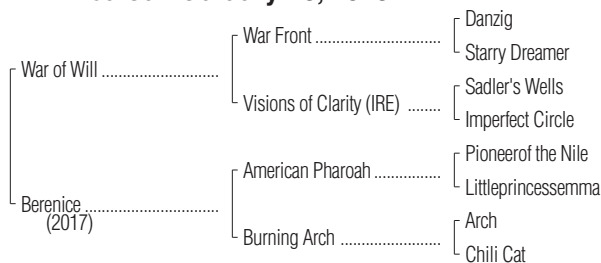 Danzig
War Front
Starry Dreamer
War of Will
Sadler's Wells
Visions of Clarity (IRE)
Imperfect Circle
Pioneerof the Nile
American Pharoah
Littleprincessemma
Berenice
(2017)
Arch
Burning Arch
Chili Cat